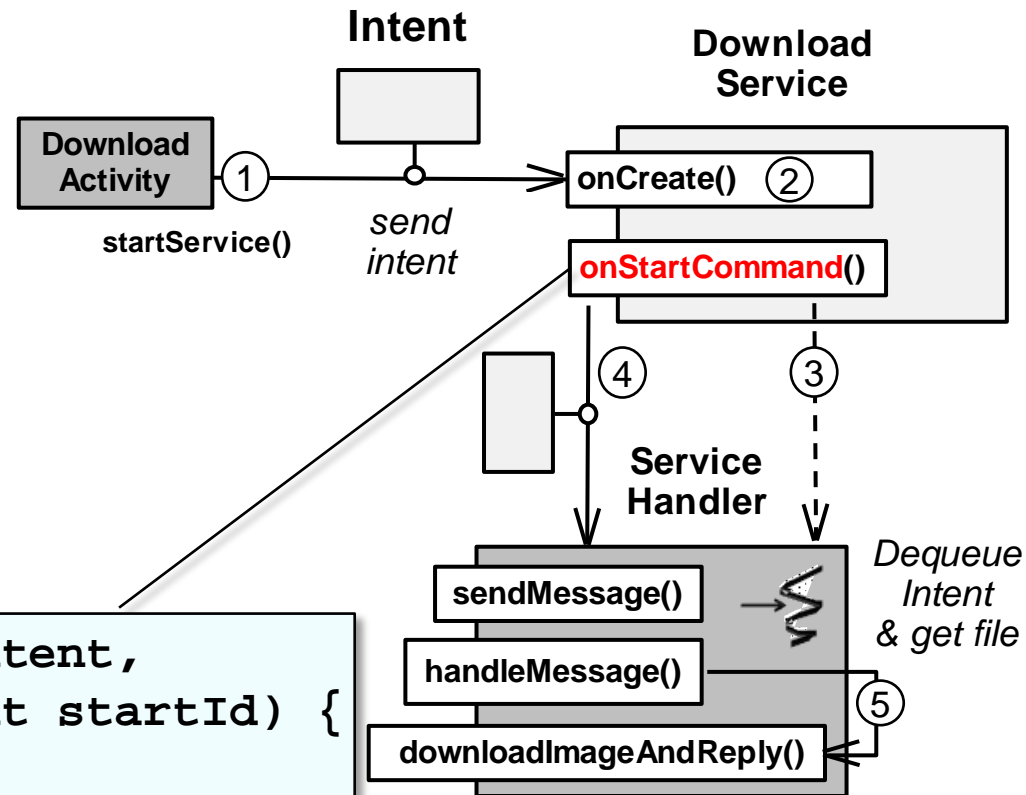 Intent
Download
Service
Download
Activity
1
onCreate()
2
startService()
send
intent
onStartCommand()
4
3
Service
Handler
Dequeue
Intent
& get file
sendMessage()
handleMessage()
5
downloadImageAndReply()
tent,
t startId) {